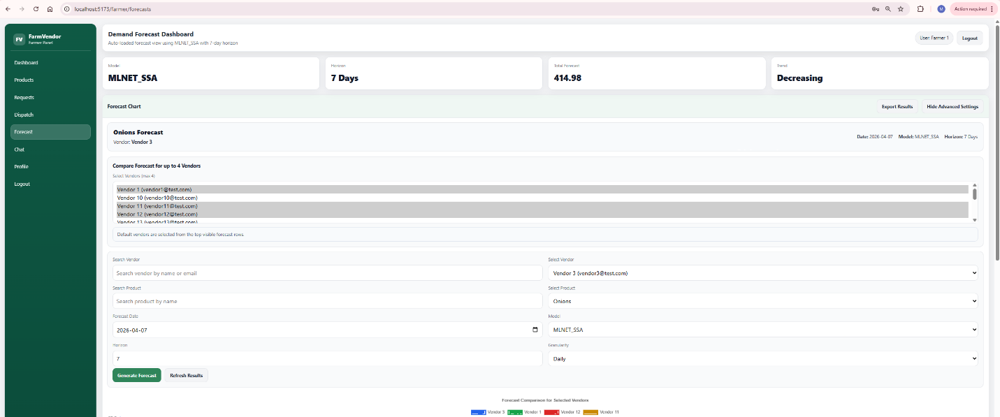 localhost:5173/farmer/forecasts
M
Action required
FV
FarmVendor
Farmer Panel
Dashboard
Products
Requests
Dispatch
Forecast
Chat
Profile
Logout
Demand Forecast Dashboard
Auto-loaded forecast view using MLNET_SSA with 7-day horizon
User: Farmer 1
Logout
Model
MLNET_SSA
Horizon
7 Days
Total Forecast
414.98
Trend
Decreasing
Forecast Chart
Export Results
Hide Advanced Settings
Onions Forecast
Vendor: Vendor 3
Date: 2026-04-07 Model: MLNET_SSA Horizon: 7 Days
Compare Forecast for up to 4 Vendors
Select Vendors (max 4)
Vendor 1 (vendor1@test.com)
Vendor 10 (vendor10@test.com)
Vendor 11 (vendor11@test.com)
Vendor 12 (vendor12@test.com)
Vendor 13 (vendor13@test.com)
Default vendors are selected from the top visible forecast rows.
Search Vendor
Search vendor by name or email
Select Vendor
Vendor 3 (vendor3@test.com)
Search Product
Search product by name
Select Product
Onions
Forecast Date
2026-04-07
Model
MLNET_SSA
Horizon
7
Granularity
Daily
Generate Forecast
Refresh Results
Forecast Comparison for Selected Vendors
Vendor 3 Vendor 1 Vendor 12 Vendor 11